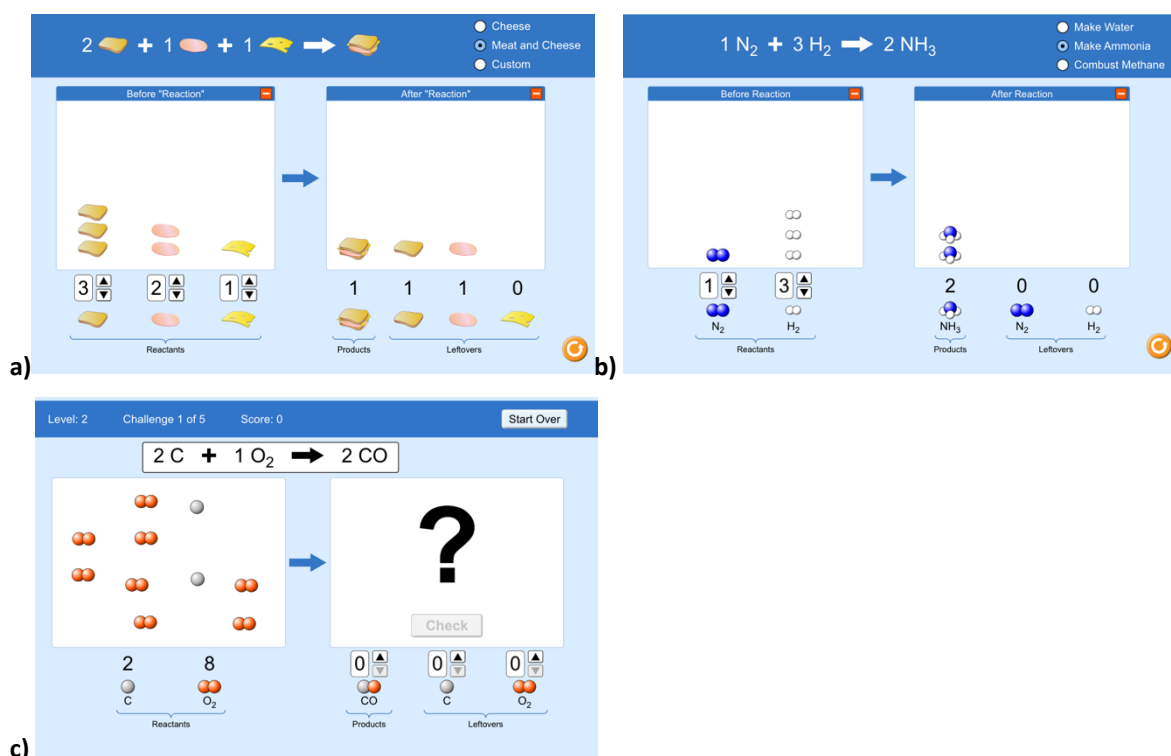 2 + 1 + 1
Cheese
Meat and Cheese
Custom
Before "Reaction"
After "Reaction"
3 2 1
1 1 1 0
Reactants
Products
Leftovers
a)
1 N₂ + 3 H₂ 2 NH₃
Make Water
Make Ammonia
Combust Methane
Before Reaction
After Reaction
1 3
2 0 0
N₂ H₂
NH₃ N₂ H₂
Reactants
Products
Leftovers
b)
Level: 2 Challenge 1 of 5 Score: 0 Start Over
2 C + 1 O₂ → 2 CO
?
Check
2 8
0 0 0
C O₂
CO C O₂
Reactants
Products
Leftovers
c)